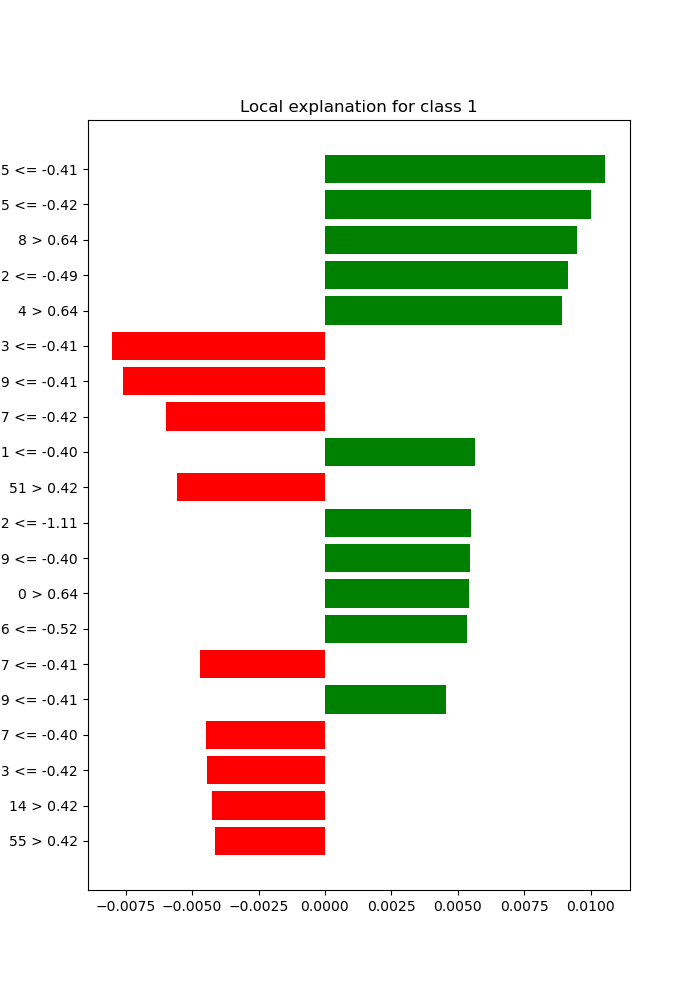 Local explanation for class 1
5 <= -0.41
5 <= -0.42
8 > 0.64
2 <= -0.49
4 > 0.64
3 <= -0.41
9 <= -0.41
7 <= -0.42
1 <= -0.40
51 > 0.42
2 <= -1.11
9 <= -0.40
0 > 0.64
6 <= -0.52
7 <= -0.41
9 <= -0.41
7 <= -0.40
3 <= -0.42
14 > 0.42
55 > 0.42
−0.0075 −0.0050 −0.0025 0.0000 0.0025 0.0050 0.0075 0.0100